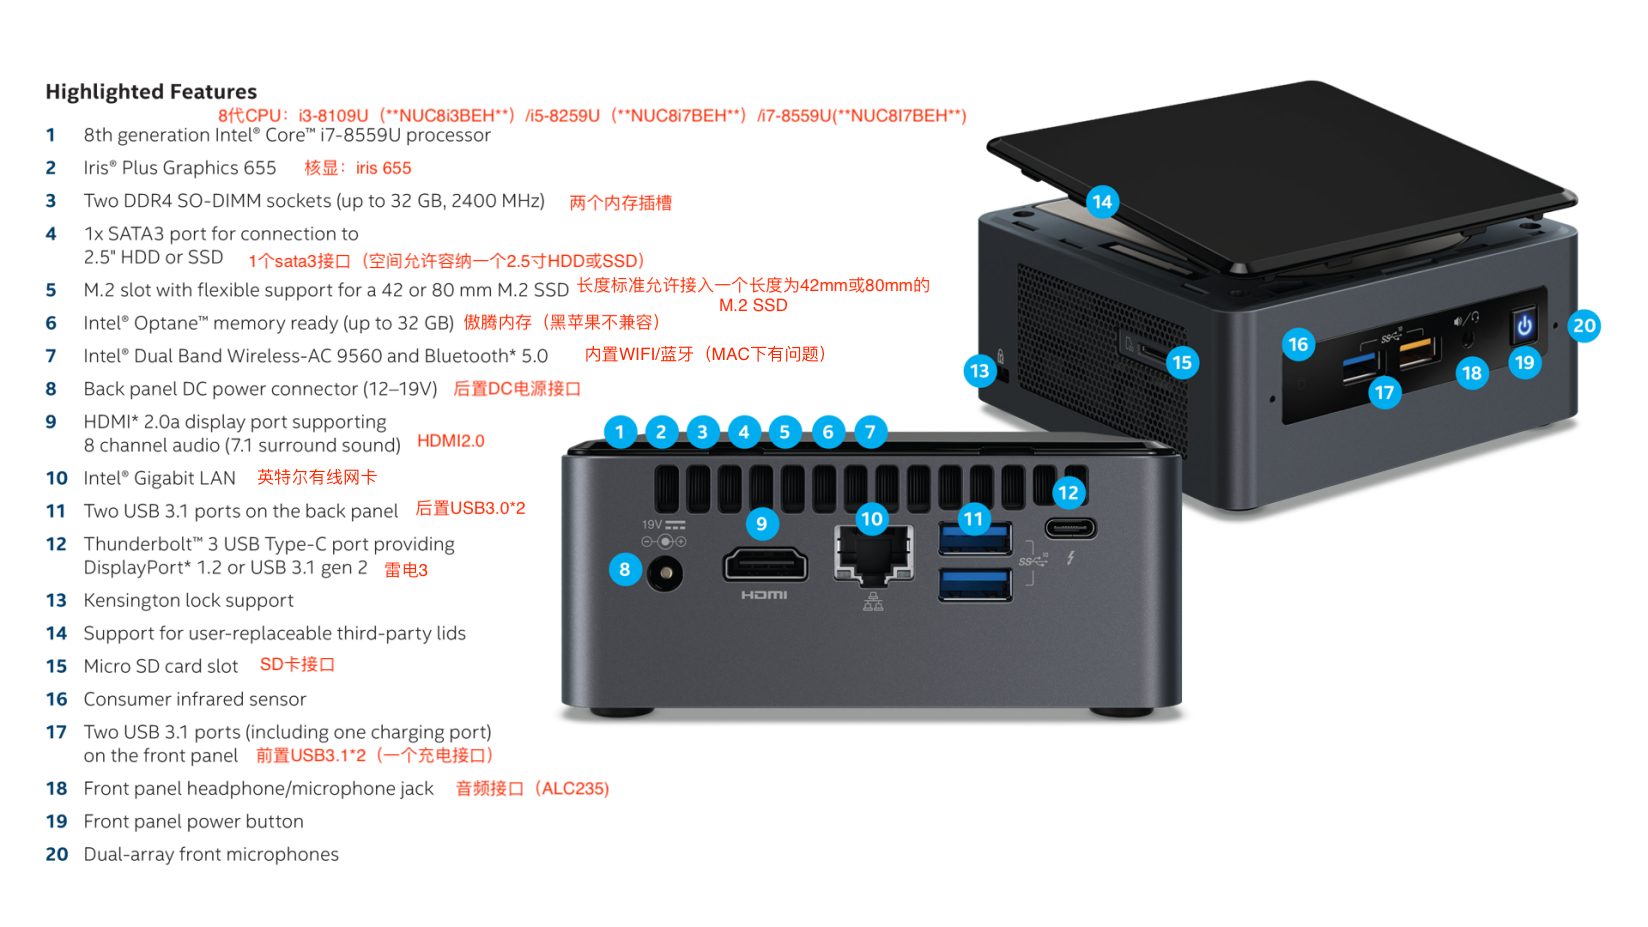 Highlighted Features
8代CPU：i3-8109U（**NUC8i3BEH**）/i5-8259U（**NUC8i7BEH**）/i7-8559U(**NUC8I7BEH**)
1 8th generation Intel® Core™ i7-8559U processor
2 Iris® Plus Graphics 655 核显：iris 655
3 Two DDR4 SO-DIMM sockets (up to 32 GB, 2400 MHz) 两个内存插槽
4 1x SATA3 port for connection to
2.5" HDD or SSD 1个sata3接口（空间允许容纳一个2.5寸HDD或SSD）
5 M.2 slot with flexible support for a 42 or 80 mm M.2 SSD 长度标准允许接入一个长度为42mm或80mm的
M.2 SSD
6 Intel® Optane™ memory ready (up to 32 GB) 傲腾内存（黑苹果不兼容）
7 Intel® Dual Band Wireless-AC 9560 and Bluetooth* 5.0 内置WIFI/蓝牙（MAC下有问题）
8 Back panel DC power connector (12–19V) 后置DC电源接口
9 HDMI* 2.0a display port supporting
8 channel audio (7.1 surround sound) HDMI2.0
10 Intel® Gigabit LAN 英特尔有线网卡
11 Two USB 3.1 ports on the back panel 后置USB3.0*2
12 Thunderbolt™ 3 USB Type-C port providing
DisplayPort* 1.2 or USB 3.1 gen 2 雷电3
13 Kensington lock support
14 Support for user-replaceable third-party lids
15 Micro SD card slot SD卡接口
16 Consumer infrared sensor
17 Two USB 3.1 ports (including one charging port)
on the front panel 前置USB3.1*2（一个充电接口）
18 Front panel headphone/microphone jack 音频接口（ALC235)
19 Front panel power button
20 Dual-array front microphones
14
20
16
SS 10
15
13
19
18
17
1 2 3 4 5 6 7
12
9 10 11
19V
SS 10
8
HDMI